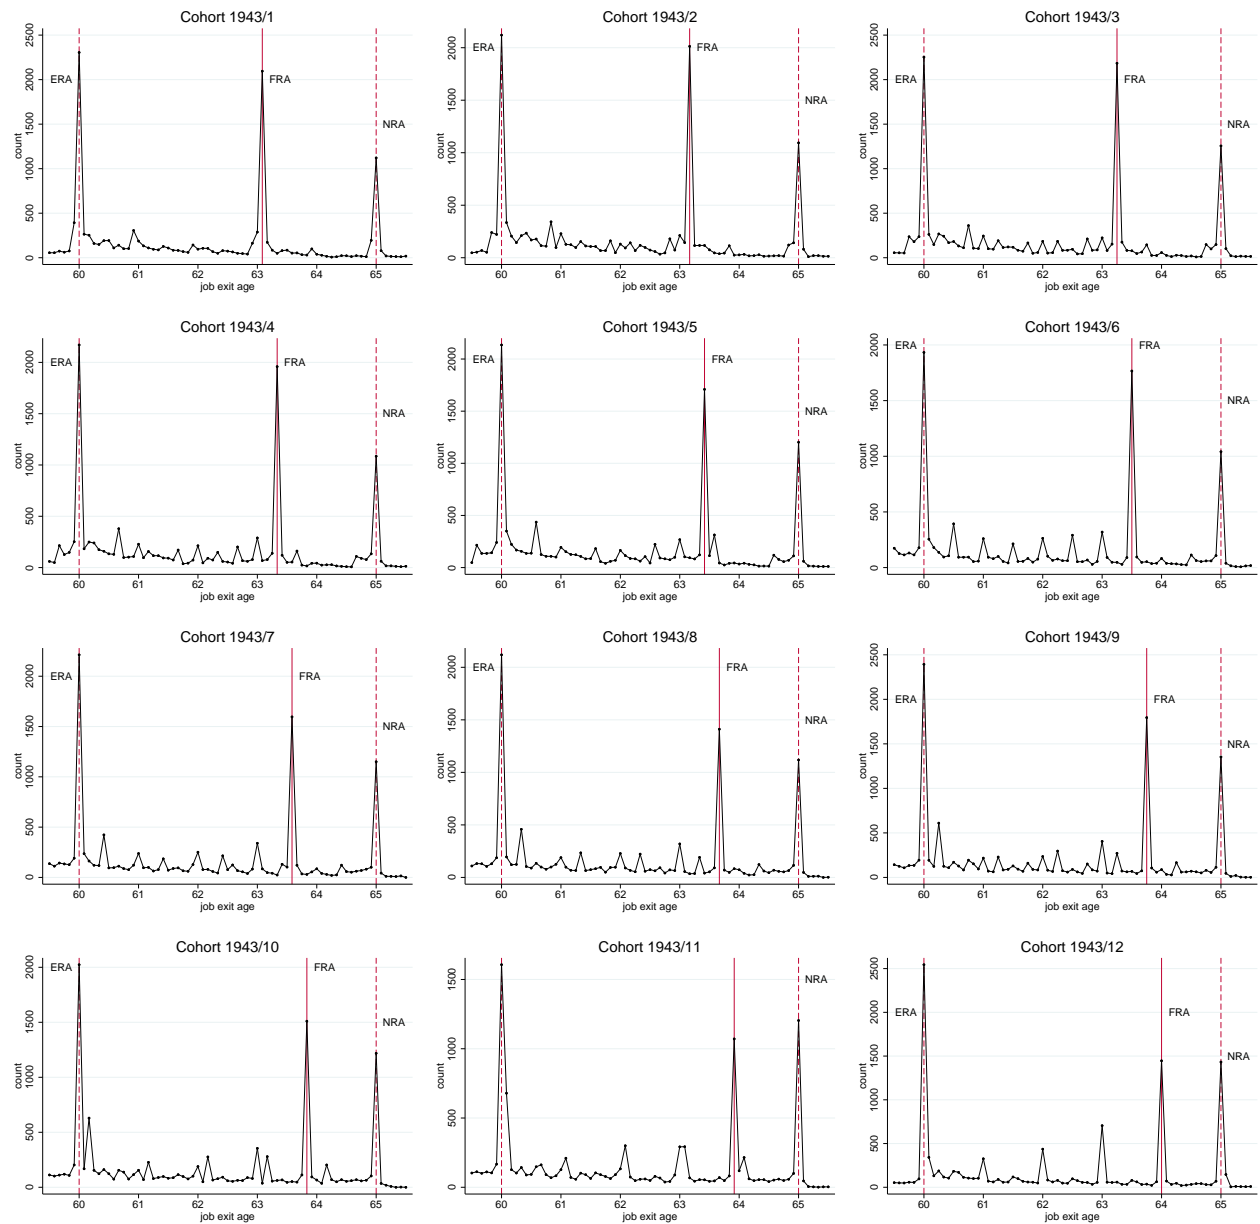 Cohort 1943/1
count
0
500
1000
1500
2000
2500
ERA
FRA
NRA
60 61 62 63 64 65
job exit age
Cohort 1943/2
count
0
500
1000
1500
2000
ERA
FRA
NRA
60 61 62 63 64 65
job exit age
Cohort 1943/3
count
0
500
1000
1500
2000
2500
ERA
FRA
NRA
60 61 62 63 64 65
job exit age
Cohort 1943/4
count
0
500
1000
1500
2000
ERA
FRA
NRA
60 61 62 63 64 65
job exit age
Cohort 1943/5
count
0
500
1000
1500
2000
ERA
FRA
NRA
60 61 62 63 64 65
job exit age
Cohort 1943/6
count
0
500
1000
1500
2000
ERA
FRA
NRA
60 61 62 63 64 65
job exit age
Cohort 1943/7
count
0
500
1000
1500
2000
ERA
FRA
NRA
60 61 62 63 64 65
job exit age
Cohort 1943/8
count
0
500
1000
1500
2000
ERA
FRA
NRA
60 61 62 63 64 65
job exit age
Cohort 1943/9
count
0
500
1000
1500
2000
2500
ERA
FRA
NRA
60 61 62 63 64 65
job exit age
Cohort 1943/10
count
0
500
1000
1500
2000
ERA
FRA
NRA
60 61 62 63 64 65
job exit age
Cohort 1943/11
count
0
500
1000
1500
NRA
60 61 62 63 64 65
job exit age
Cohort 1943/12
count
0
500
1000
1500
2000
2500
ERA
FRA
NRA
60 61 62 63 64 65
job exit age